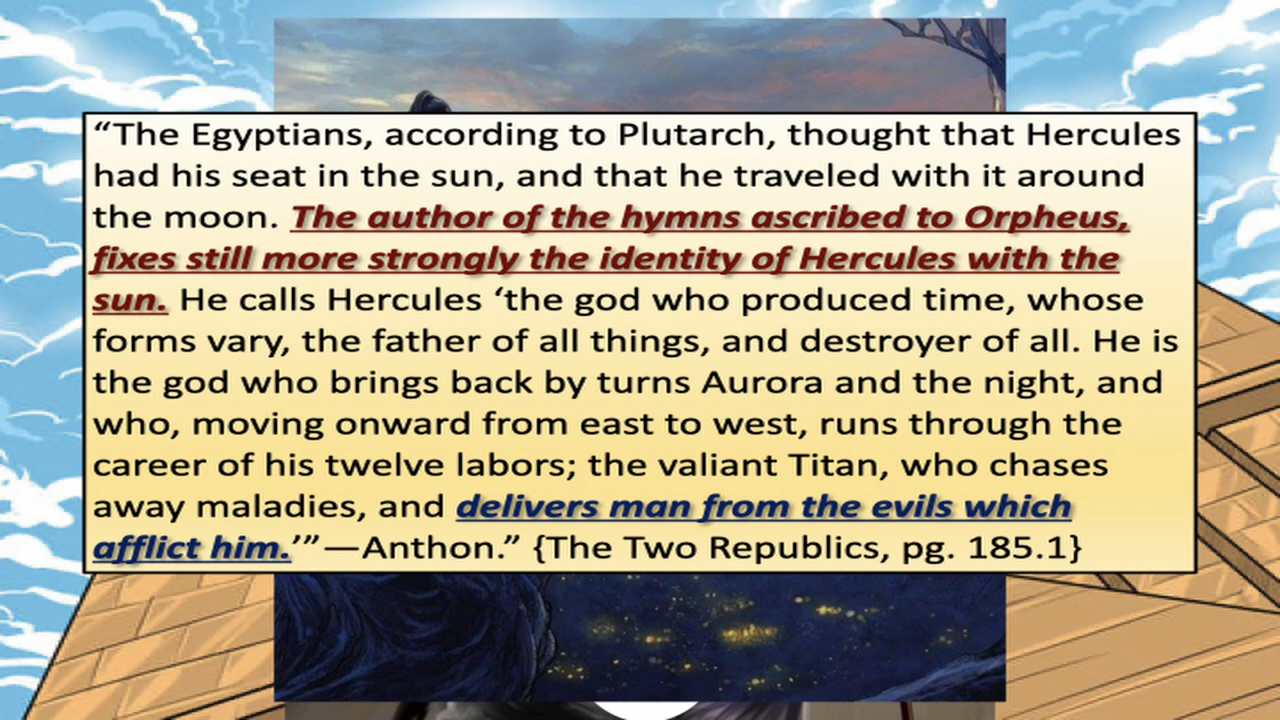 “The Egyptians, according to Plutarch, thought that Hercules
had his seat in the sun, and that he traveled with it around
the moon. The author of the hymns ascribed to Orpheus,
fixes still more strongly the identity of Hercules with the
sun. He calls Hercules ‘the god who produced time, whose
forms vary, the father of all things, and destroyer of all. He is
the god who brings back by turns Aurora and the night, and
who, moving onward from east to west, runs through the
career of his twelve labors; the valiant Titan, who chases
away maladies, and delivers man from the evils which
afflict him.’”—Anthon.” {The Two Republics, pg. 185.1}